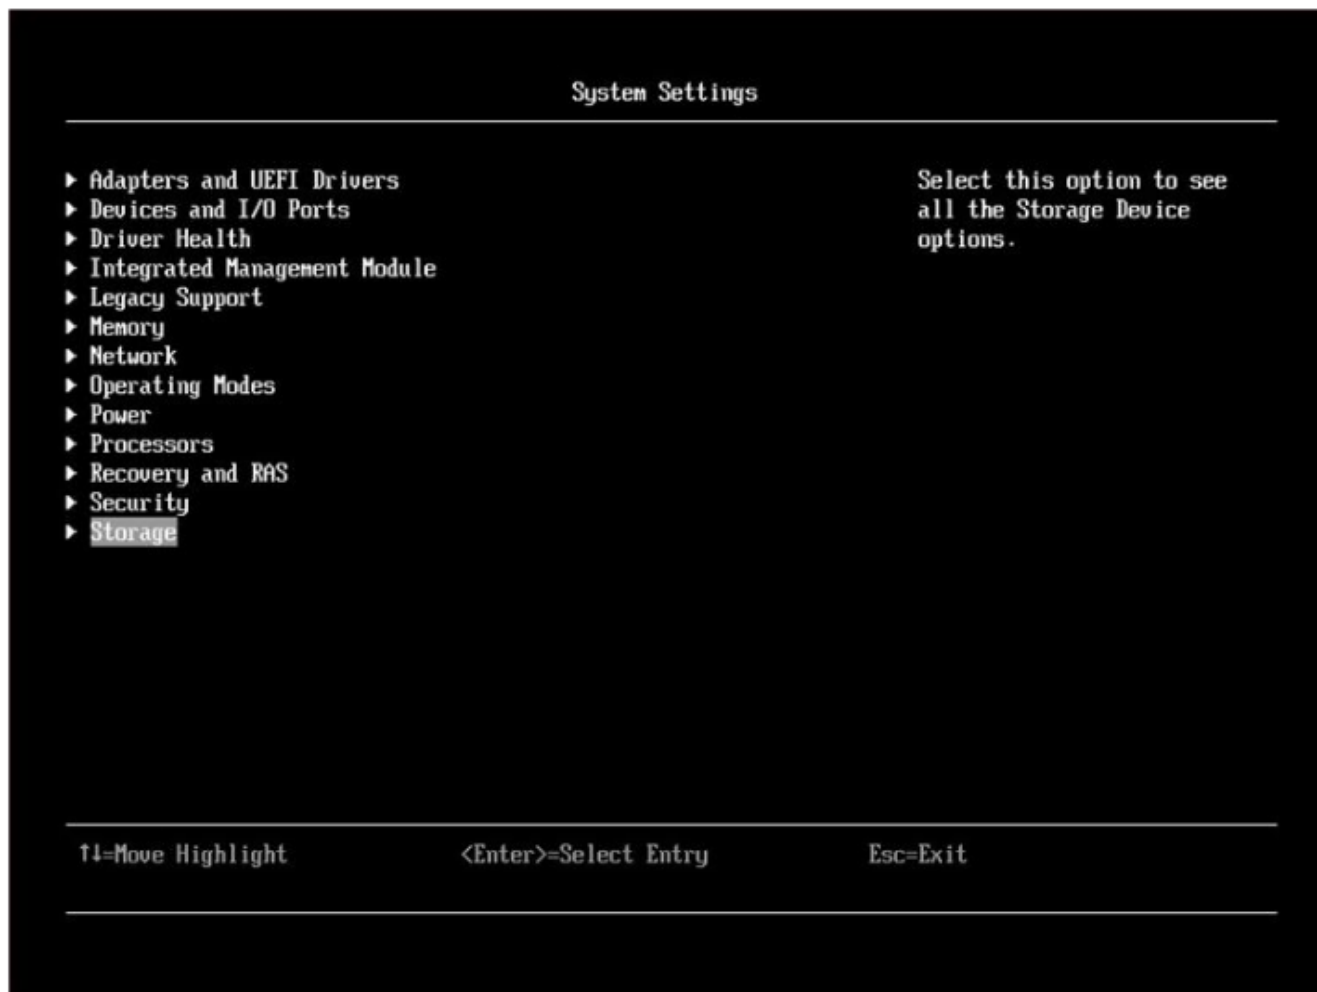 System Settings
▶ Adapters and UEFI Drivers
▶ Devices and I/O Ports
▶ Driver Health
▶ Integrated Management Module
▶ Legacy Support
▶ Memory
▶ Network
▶ Operating Modes
▶ Power
▶ Processors
▶ Recovery and RAS
▶ Security
▶ Storage
Select this option to see
all the Storage Device
options.
↑↓=Move Highlight <Enter>=Select Entry Esc=Exit